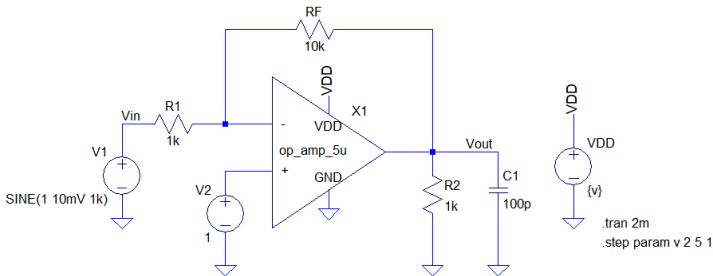 RF
10k
VDD
X1
VDD
Vin
R1
1k
-
op_amp_5u
+
GND
V1
SINE(1 10mV 1k)
V2
1
Vout
R2
1k
C1
100p
VDD
VDD
{v}
.tran 2m
.step param v 2 5 1